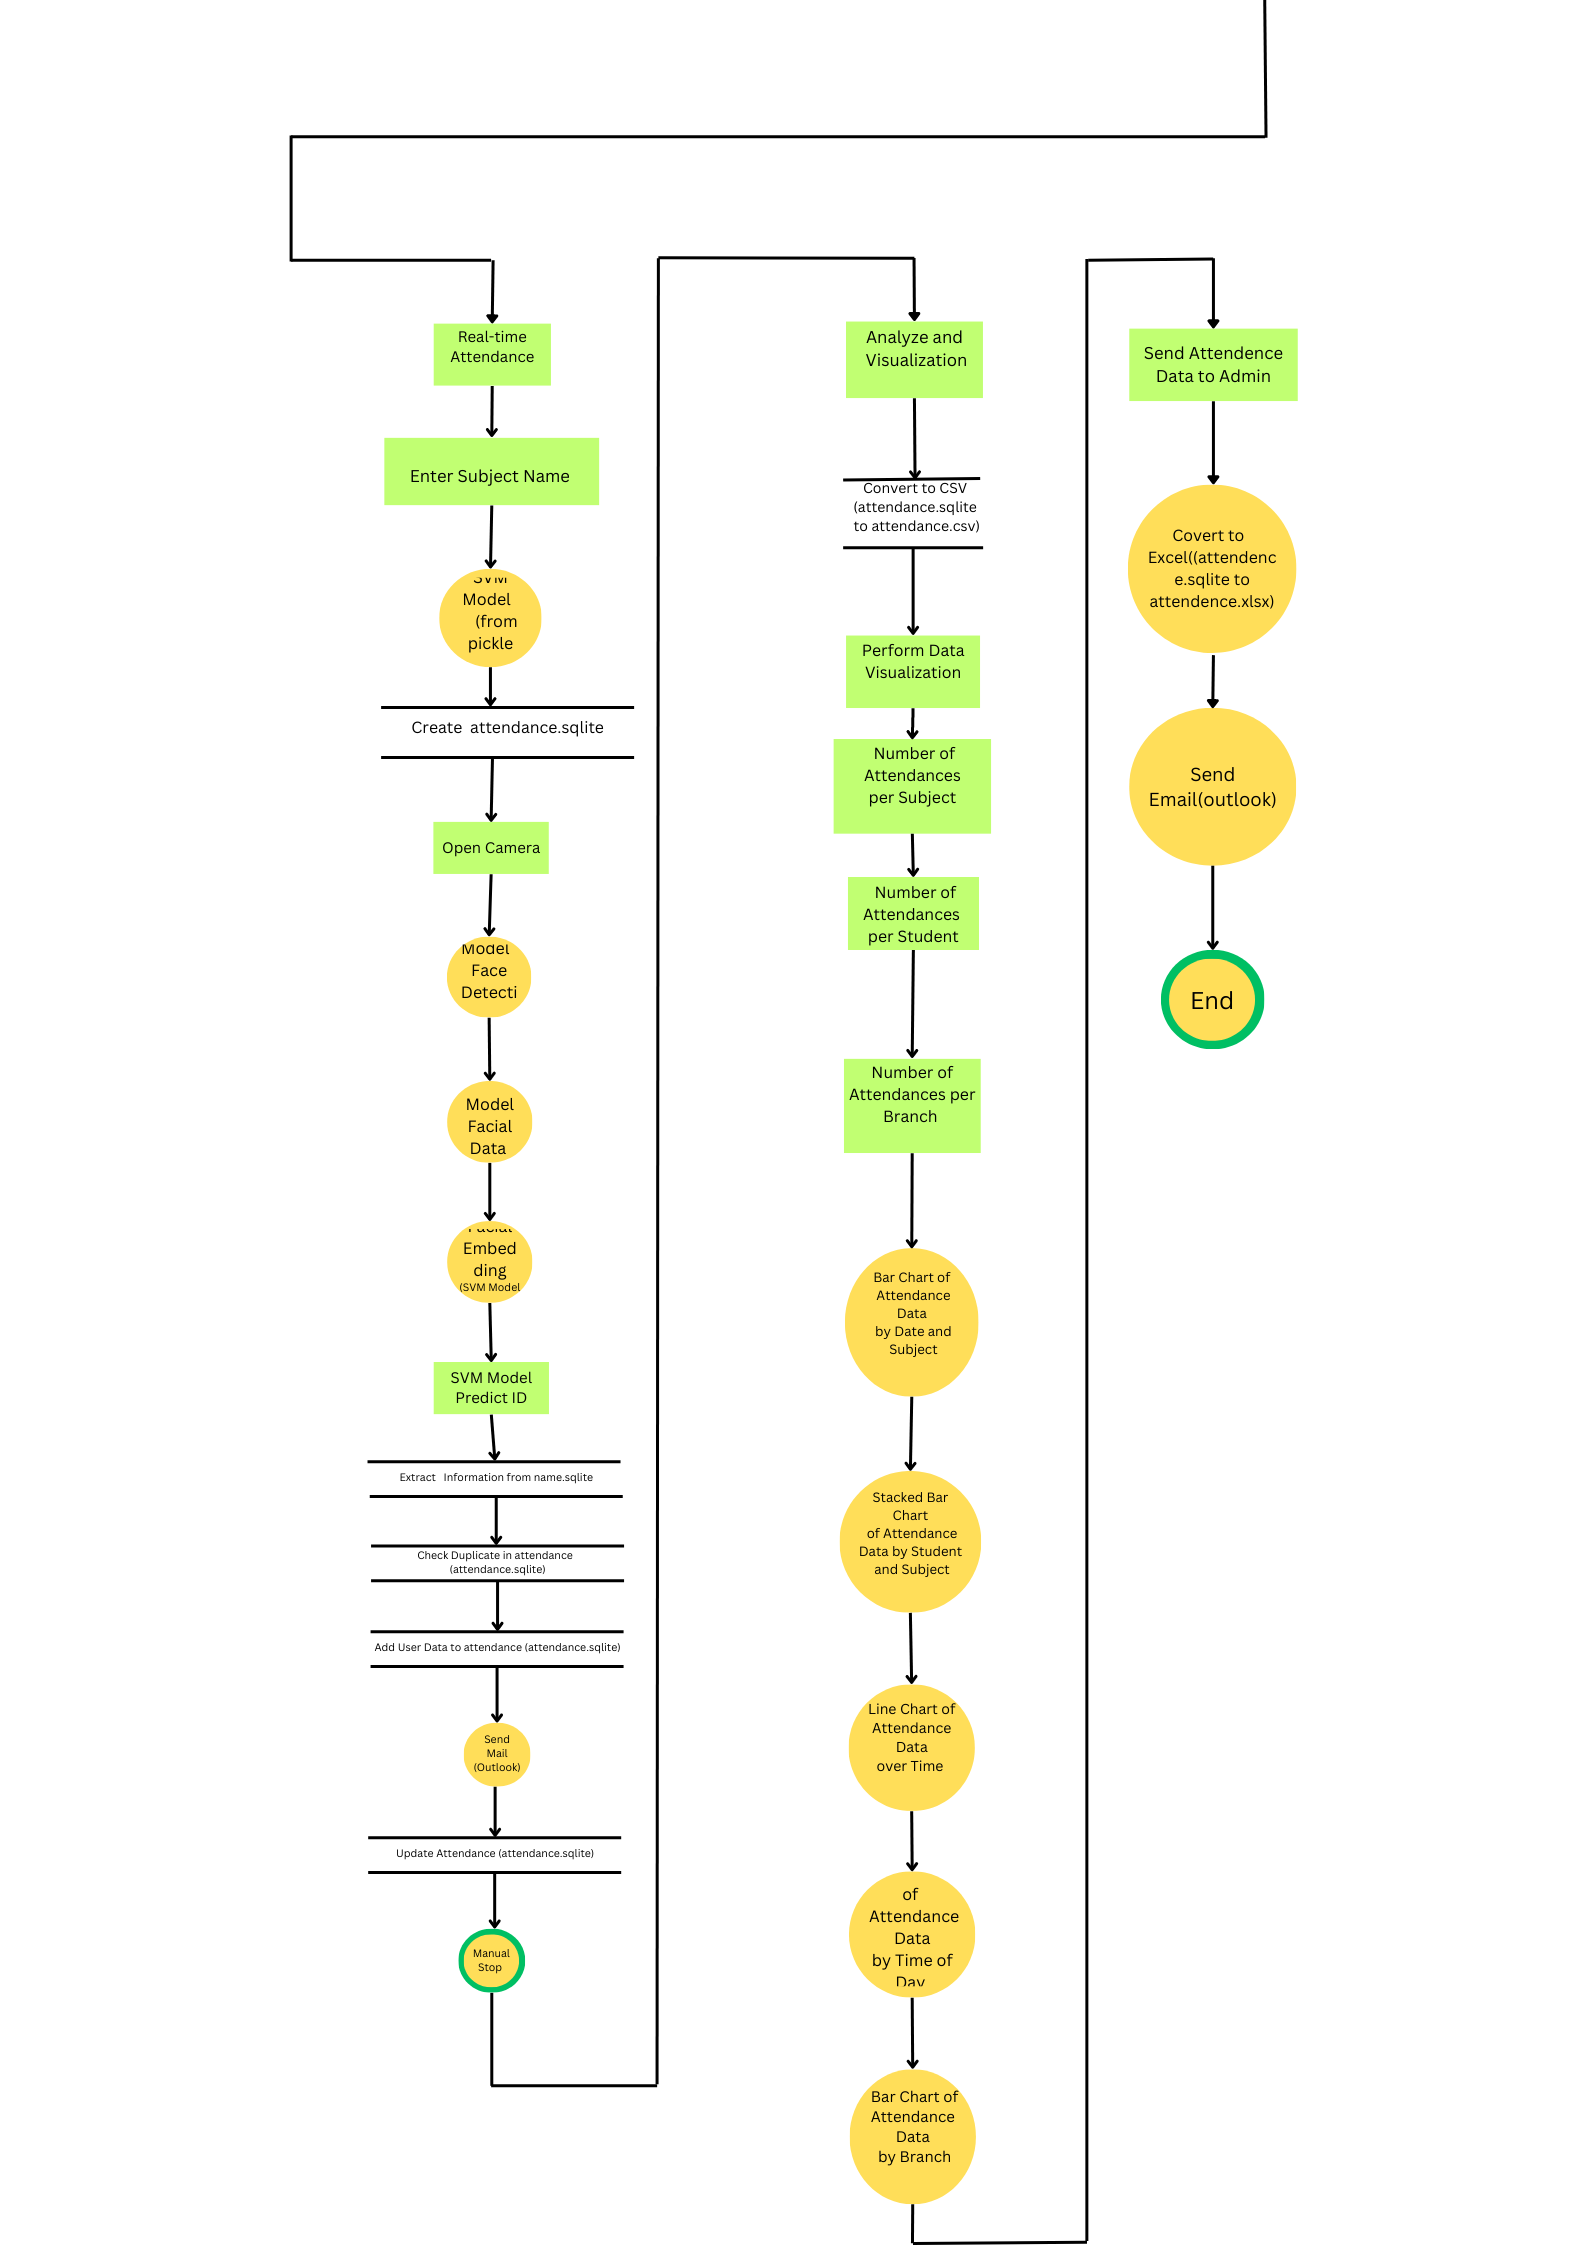 Real-time
Attendance
Enter Subject Name
SVM
Model
(from
pickle
Create attendance.sqlite
Open Camera
Model
Face
Detecti
Model
Facial
Data
Facial
Embed
ding
(SVM Model
SVM Model
Predict ID
Extract Information from name.sqlite
Check Duplicate in attendance
(attendance.sqlite)
Add User Data to attendance (attendance.sqlite)
Send
Mail
(Outlook)
Update Attendance (attendance.sqlite)
Manual
Stop
Analyze and
Visualization
Convert to CSV
(attendance.sqlite
to attendance.csv)
Perform Data
Visualization
Number of
Attendances
per Subject
Number of
Attendances
per Student
Number of
Attendances per
Branch
Bar Chart of
Attendance
Data
by Date and
Subject
Stacked Bar
Chart
of Attendance
Data by Student
and Subject
Line Chart of
Attendance
Data
over Time
of
Attendance
Data
by Time of
Day
Bar Chart of
Attendance
Data
by Branch
Send Attendence
Data to Admin
Covert to
Excel((attendenc
e.sqlite to
attendence.xlsx)
Send
Email(outlook)
End